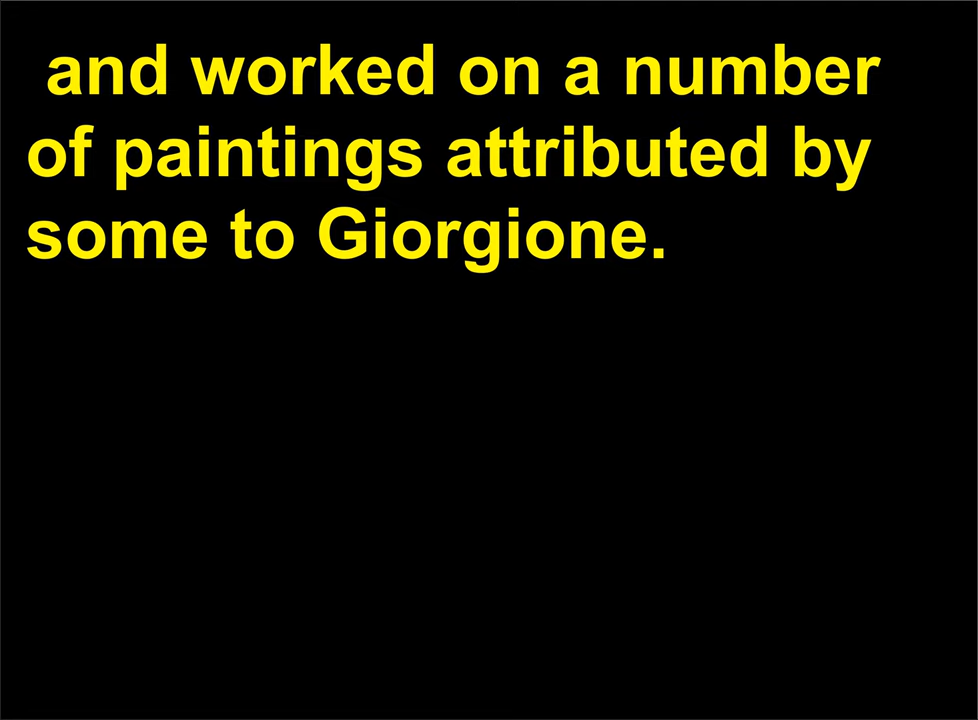 and worked on a number
of paintings attributed by
some to Giorgione.